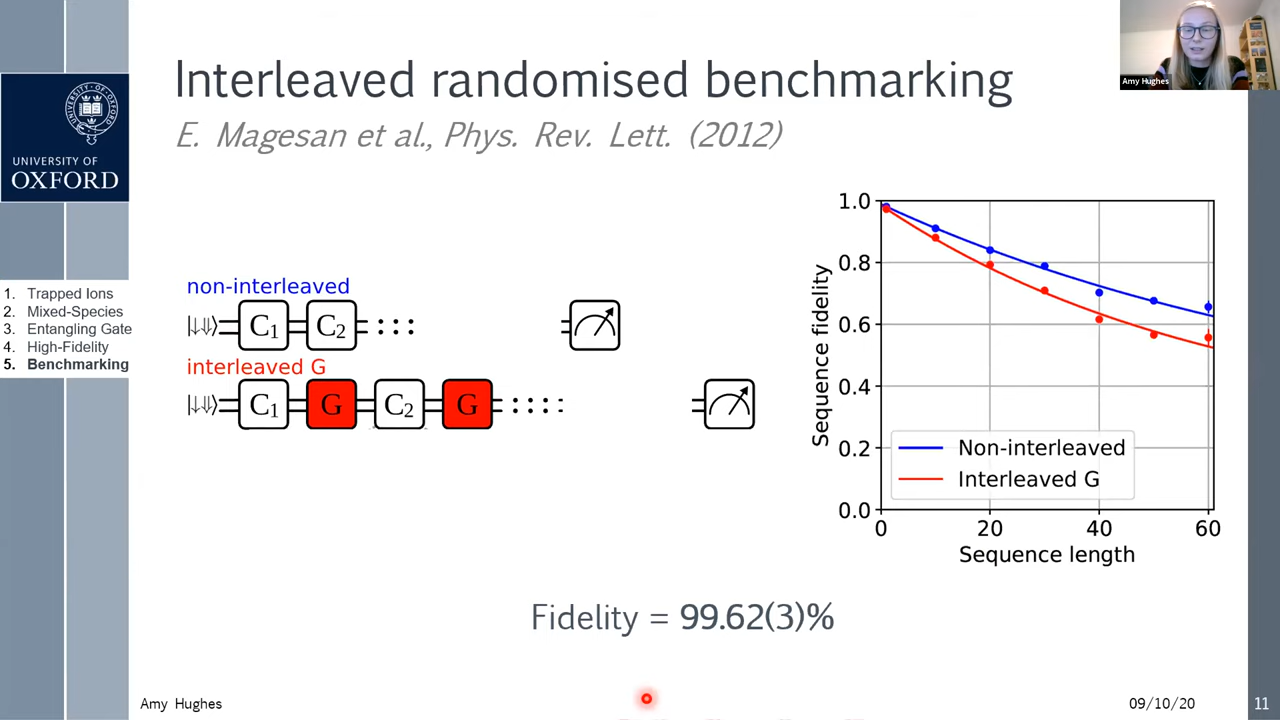 Interleaved randomised benchmarking
E. Magesan et al., Phys. Rev. Lett. (2012)
Amy Hughes
UNIVERSITY OF
OXFORD
1. Trapped Ions
2. Mixed-Species
3. Entangling Gate
4. High-Fidelity
5. Benchmarking
non-interleaved
|↓⇓⟩ C₁ C₂
interleaved G
|↓⇓⟩ C₁ G C₂ G
Sequence fidelity
1.0
0.8
0.6
0.4
0.2
0.0
Non-interleaved
Interleaved G
0 20 40 60
Sequence length
Fidelity = 99.62(3)%
Amy Hughes
09/10/20
11